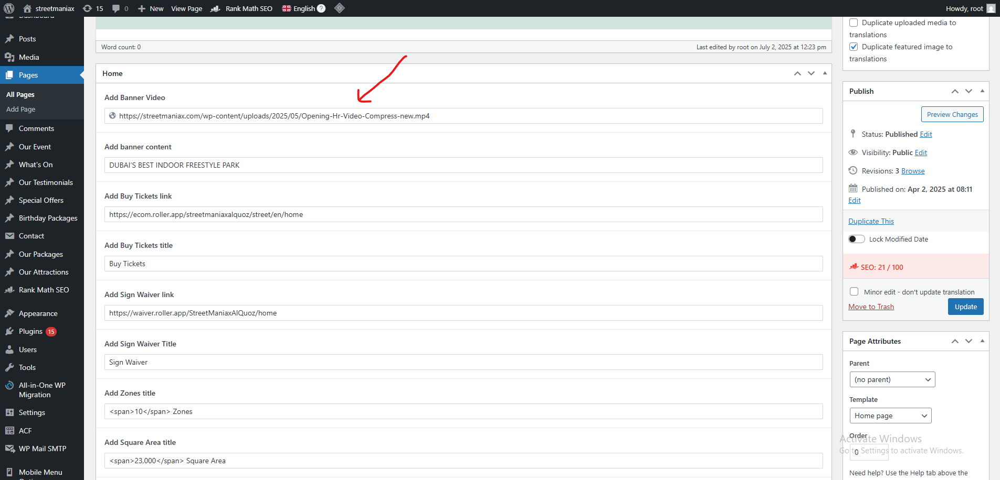 streetmaniax 15 0 New View Page Rank Math SEO English ? Howdy, root
Dashboard
Posts
Media
Pages
All Pages
Add Page
Comments
Our Event
What's On
Our Testimonials
Special Offers
Birthday Packages
Contact
Our Packages
Our Attractions
Rank Math SEO
Appearance
Plugins 15
Users
Tools
All-in-One WP
Migration
Settings
ACF
WP Mail SMTP
Mobile Menu
Word count: 0
Last edited by root on July 2, 2025 at 12:23 pm
Home
Add Banner Video
https://streetmaniax.com/wp-content/uploads/2025/05/Opening-Hr-Video-Compress-new.mp4
Add banner content
DUBAI'S BEST INDOOR FREESTYLE PARK
Add Buy Tickets link
https://ecom.roller.app/streetmaniaxalquoz/street/en/home
Add Buy Tickets title
Buy Tickets
Add Sign Waiver link
https://waiver.roller.app/StreetManiaxAlQuoz/home
Add Sign Waiver Title
Sign Waiver
Add Zones title
<span>10</span> Zones
Add Square Area title
<span>23,000</span> Square Area
Duplicate uploaded media to
translations
Duplicate featured image to
translations
Publish
Preview Changes
Status: Published Edit
Visibility: Public Edit
Revisions: 3 Browse
Published on: Apr 2, 2025 at 08:11
Edit
Duplicate This
Lock Modified Date
SEO: 21 / 100
Minor edit - don't update translation
Move to Trash Update
Page Attributes
Parent
(no parent)
Template
Home page
Order
0
Activate Windows
Go to Settings to activate Windows.
Need help? Use the Help tab above the